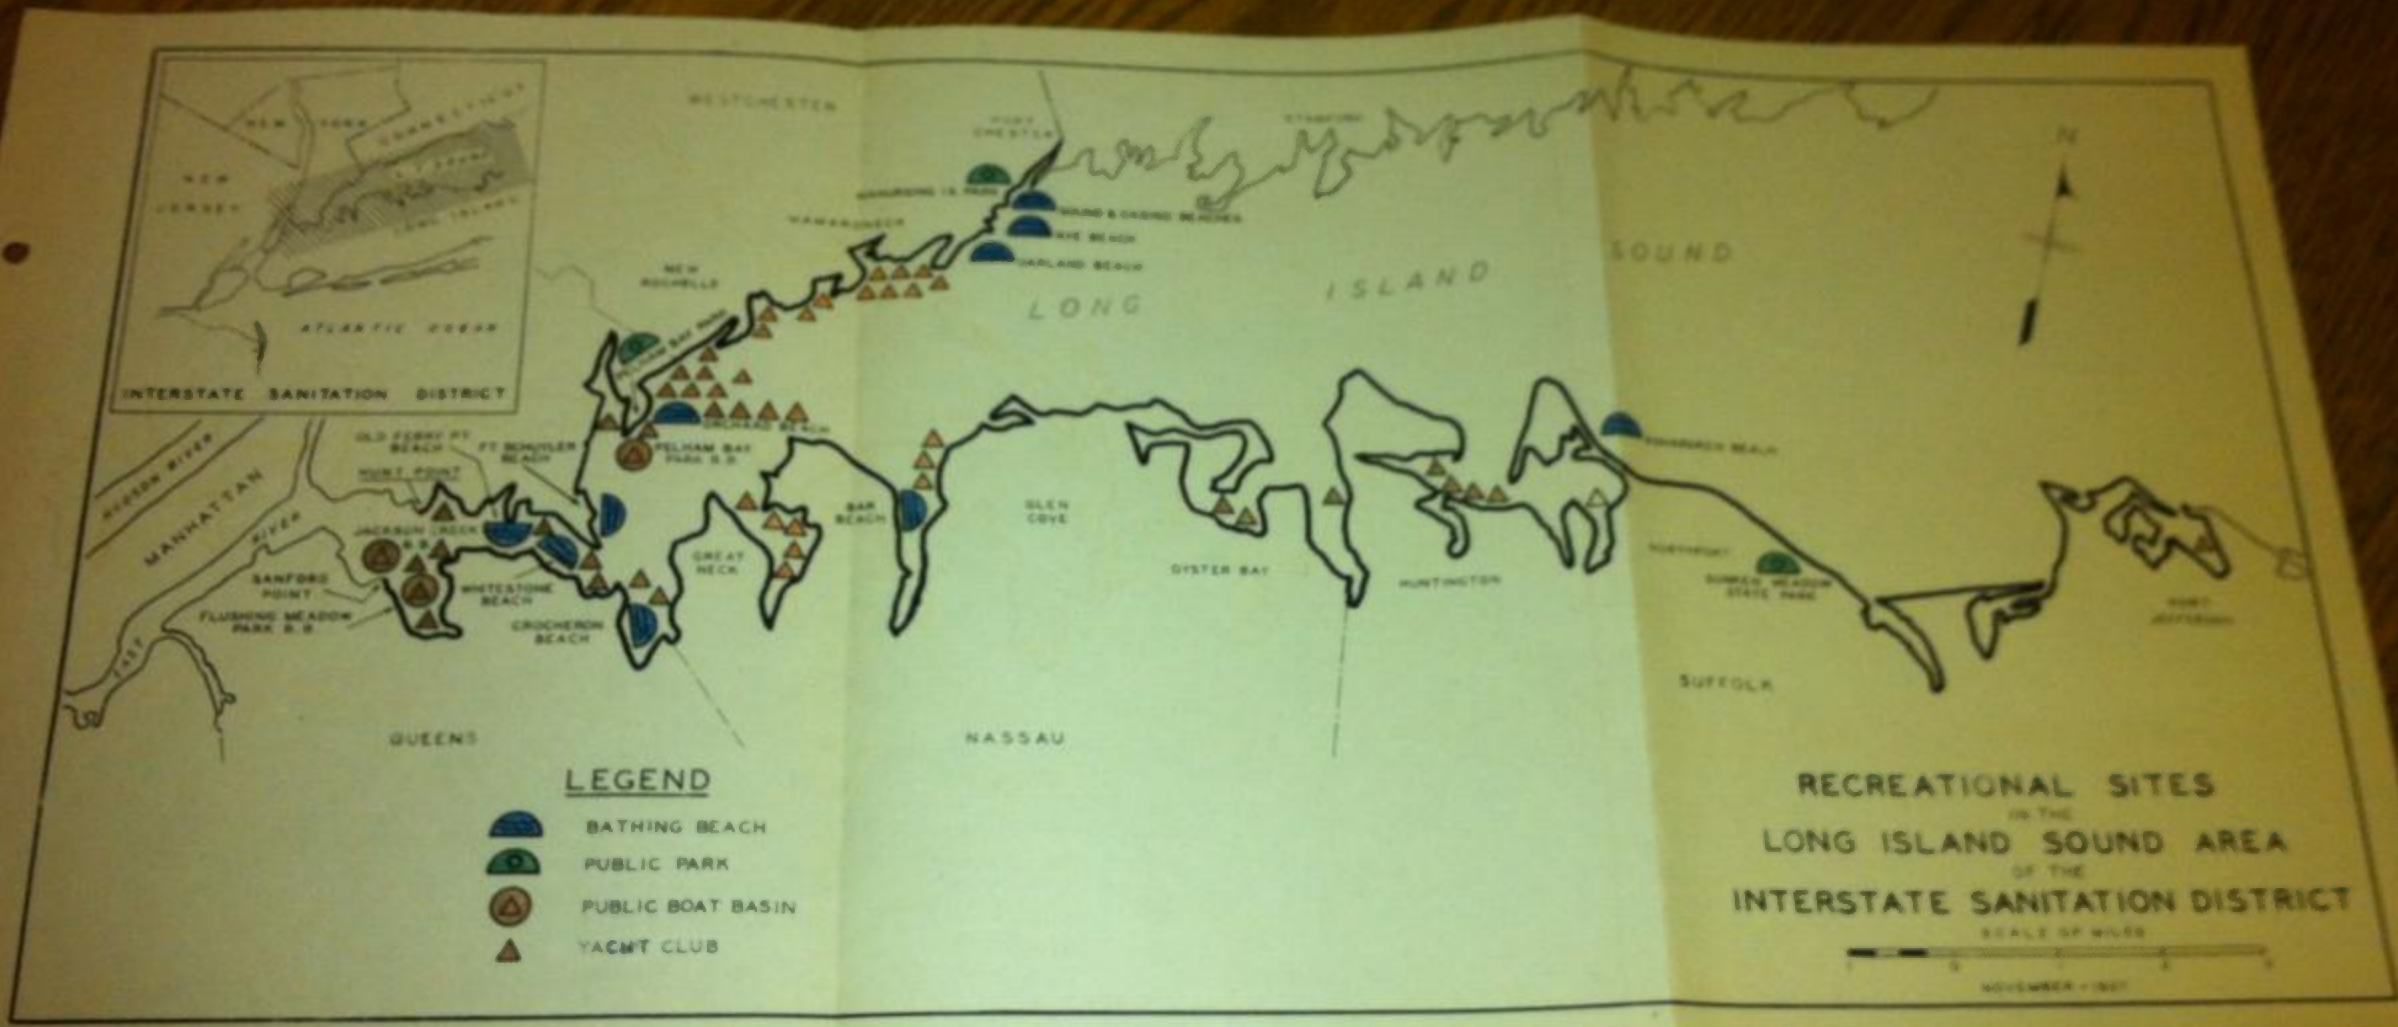 WESTCHESTER
NEW YORK
CONNECTICUT
NEW
JERSEY
LONG ISLAND
ATLANTIC OCEAN
INTERSTATE SANITATION DISTRICT
PORT
CHESTER
STAMFORD
N
MANURSING IS. PARK
SOUND & CASINO BEACHES
RYE BEACH
OAKLAND BEACH
MAMARONECK
NEW
ROCHELLE
LONG ISLAND SOUND
PELHAM BAY PARK
ORCHARD BEACH
PELHAM BAY
PARK B.B.
OLD FERRY PT.
BEACH
FT. SCHUYLER
BEACH
HUNT POINT
HUDSON RIVER
MANHATTAN
EAST RIVER
JACKSON CREEK
B.B.
SANFORD
POINT
FLUSHING MEADOW
PARK B.B.
WHITESTONE
BEACH
CROCHERON
BEACH
GREAT
NECK
BAR
BEACH
GLEN
COVE
OYSTER BAY
HUNTINGTON
NORTHPORT
SUNKEN MEADOW
STATE PARK
PORT
JEFFERSON
QUEENS
NASSAU
SUFFOLK
LEGEND
BATHING BEACH
PUBLIC PARK
PUBLIC BOAT BASIN
YACHT CLUB
RECREATIONAL SITES
IN THE
LONG ISLAND SOUND AREA
OF THE
INTERSTATE SANITATION DISTRICT
SCALE OF MILES
NOVEMBER